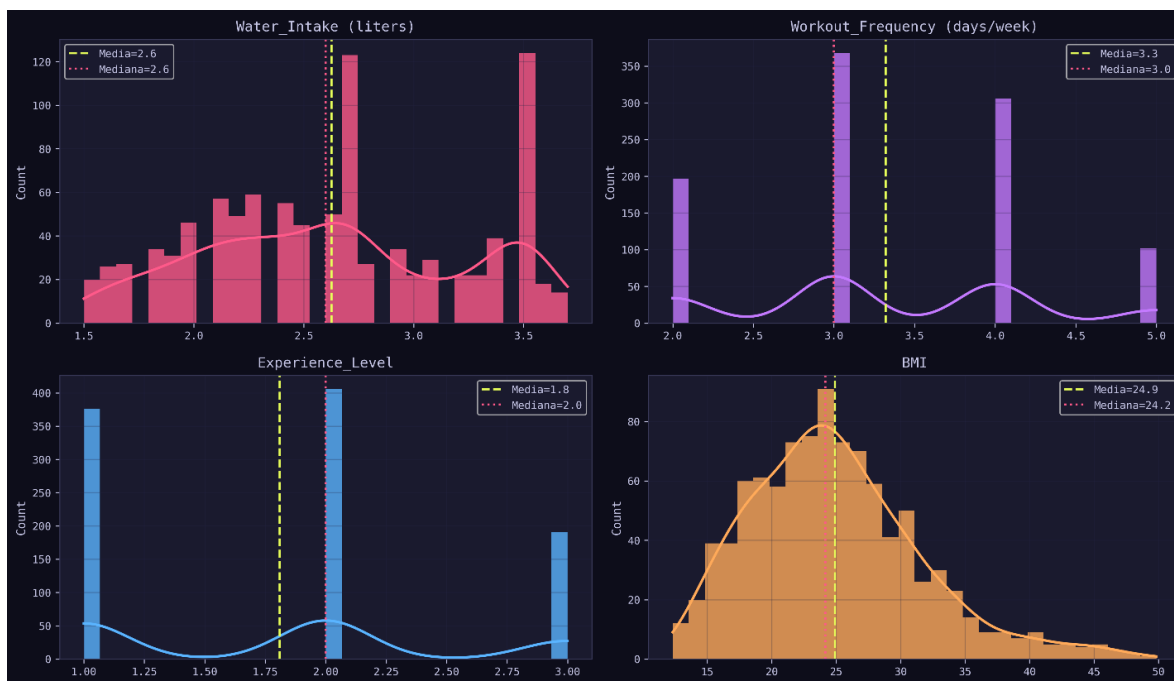 Water_Intake (liters)
Media=2.6
Mediana=2.6
Count
120
100
80
60
40
20
0
1.5 2.0 2.5 3.0 3.5
Workout_Frequency (days/week)
Media=3.3
Mediana=3.0
Count
350
300
250
200
150
100
50
0
2.0 2.5 3.0 3.5 4.0 4.5 5.0
Experience_Level
Media=1.8
Mediana=2.0
Count
400
350
300
250
200
150
100
50
0
1.00 1.25 1.50 1.75 2.00 2.25 2.50 2.75 3.00
BMI
Media=24.9
Mediana=24.2
Count
80
60
40
20
0
15 20 25 30 35 40 45 50